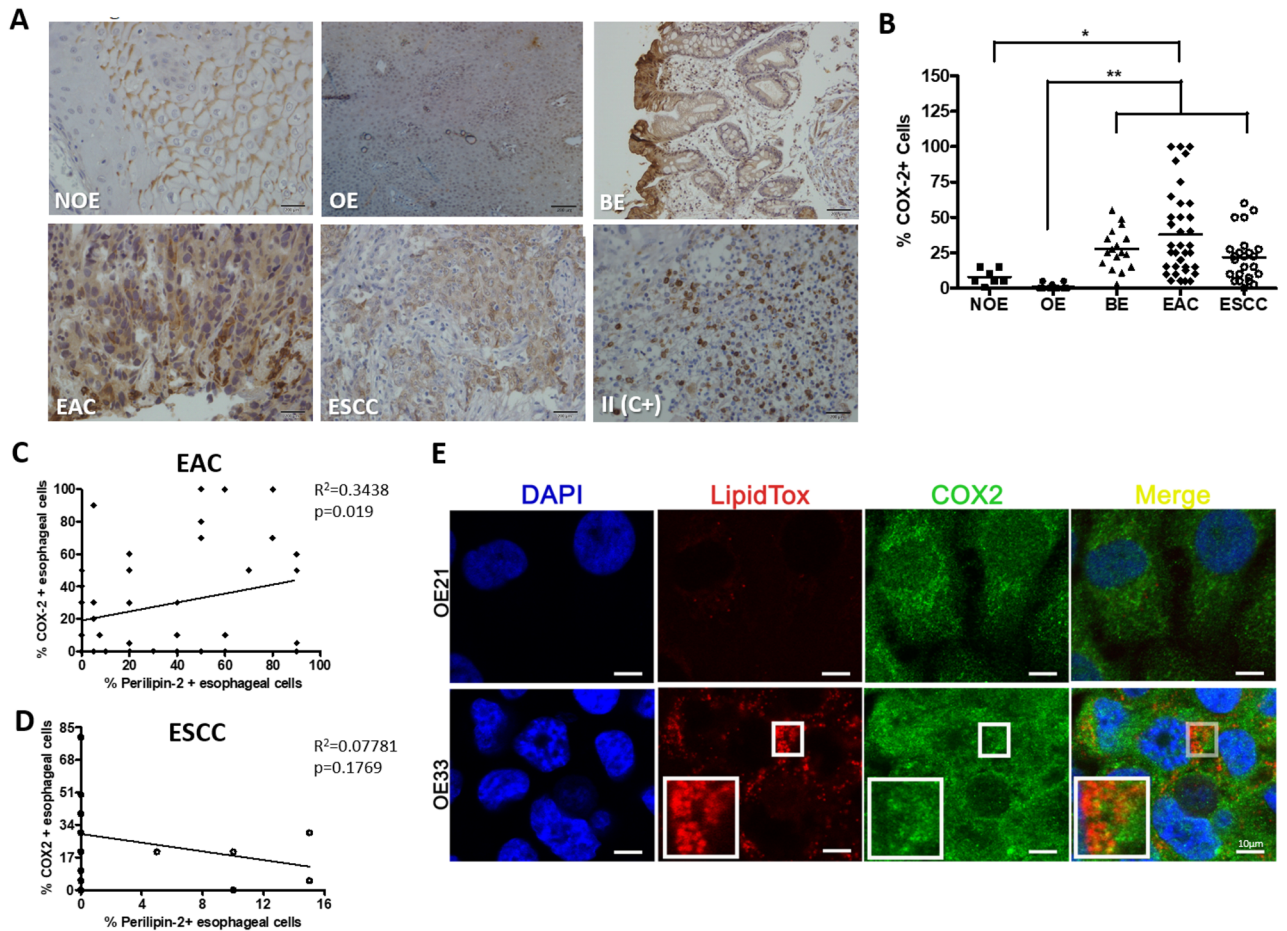 A
NOE
OE
BE
EAC
ESCC
II (C+)
B
*
**
% COX-2+ Cells
150
125
100
75
50
25
0
NOE OE BE EAC ESCC
C
EAC
R²=0.3438
p=0.019
% COX-2 + esophageal cells
100
80
60
40
20
0
0 20 40 60 80 100
% Perilipin-2 + esophageal cells
D
ESCC
R²=0.07781
p=0.1769
% COX2 + esophageal cells
85
68
51
34
17
0
0 4 8 12 16
% Perilipin-2+ esophageal cells
E
DAPI LipidTox COX2 Merge
OE21
OE33
10µm